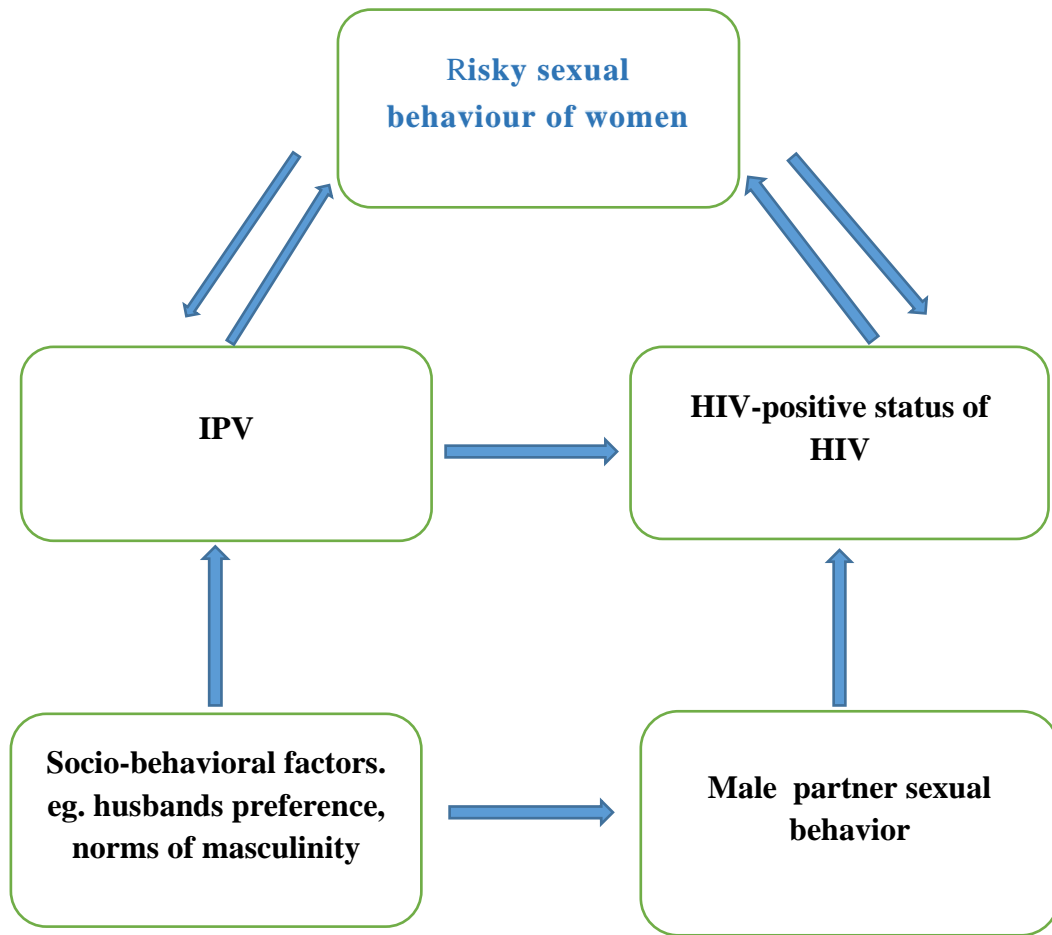 Risky sexual
behaviour of women
IPV
HIV-positive status of
HIV
Socio-behavioral factors.
eg. husbands preference,
norms of masculinity
Male  partner sexual
behavior